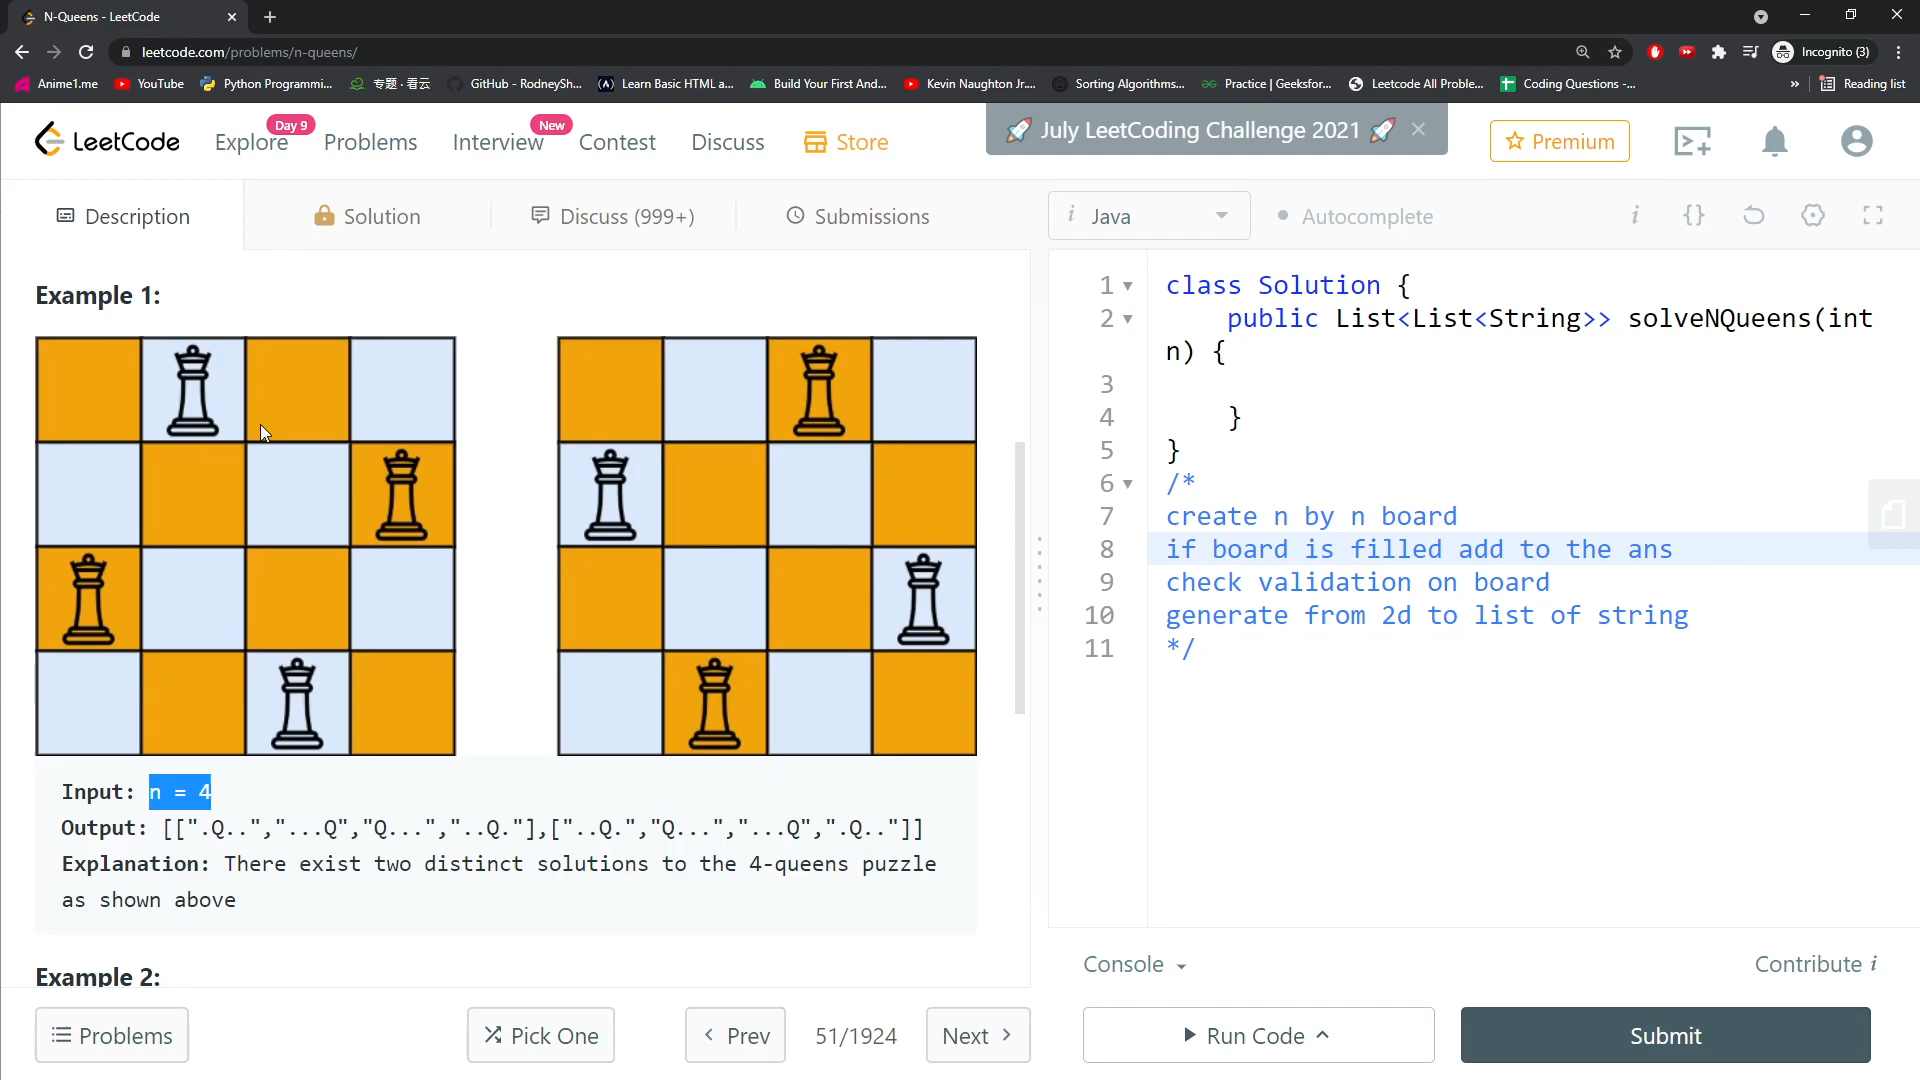 N-Queens - LeetCode
leetcode.com/problems/n-queens/
Incognito (3)
Anime1.me YouTube Python Programmi... 专题·看云 GitHub - RodneySh... Learn Basic HTML a... Build Your First And... Kevin Naughton Jr.... Sorting Algorithms... Practice | Geeksfor... Leetcode All Proble... Coding Questions -... » Reading list
LeetCode Explore Day 9 Problems Interview New Contest Discuss Store July LeetCoding Challenge 2021 Premium
Description Solution Discuss (999+) Submissions
i Java Autocomplete i {}
Example 1:
Input: n = 4
Output: [[".Q..","...Q","Q...","..Q."],["..Q.","Q...","...Q",".Q.."]]
Explanation: There exist two distinct solutions to the 4-queens puzzle
as shown above
Example 2:
Problems Pick One Prev 51/1924 Next
1 class Solution {
2 public List<List<String>> solveNQueens(int
n) {
3
4 }
5 }
6 /*
7 create n by n board
8 if board is filled add to the ans
9 check validation on board
10 generate from 2d to list of string
11 */
Console Contribute i
Run Code Submit